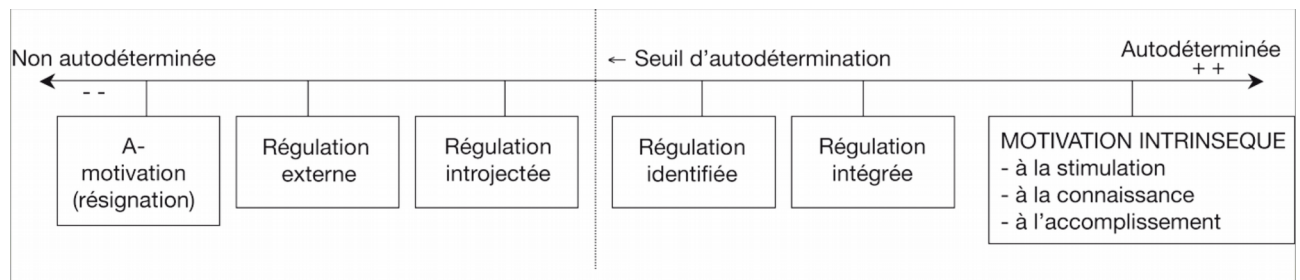 Non autodéterminée
← Seuil d'autodétermination
Autodéterminée
- -
+ +
A-
motivation
(résignation)
Régulation
externe
Régulation
introjectée
Régulation
identifiée
Régulation
intégrée
MOTIVATION INTRINSEQUE
- à la stimulation
- à la connaissance
- à l'accomplissement